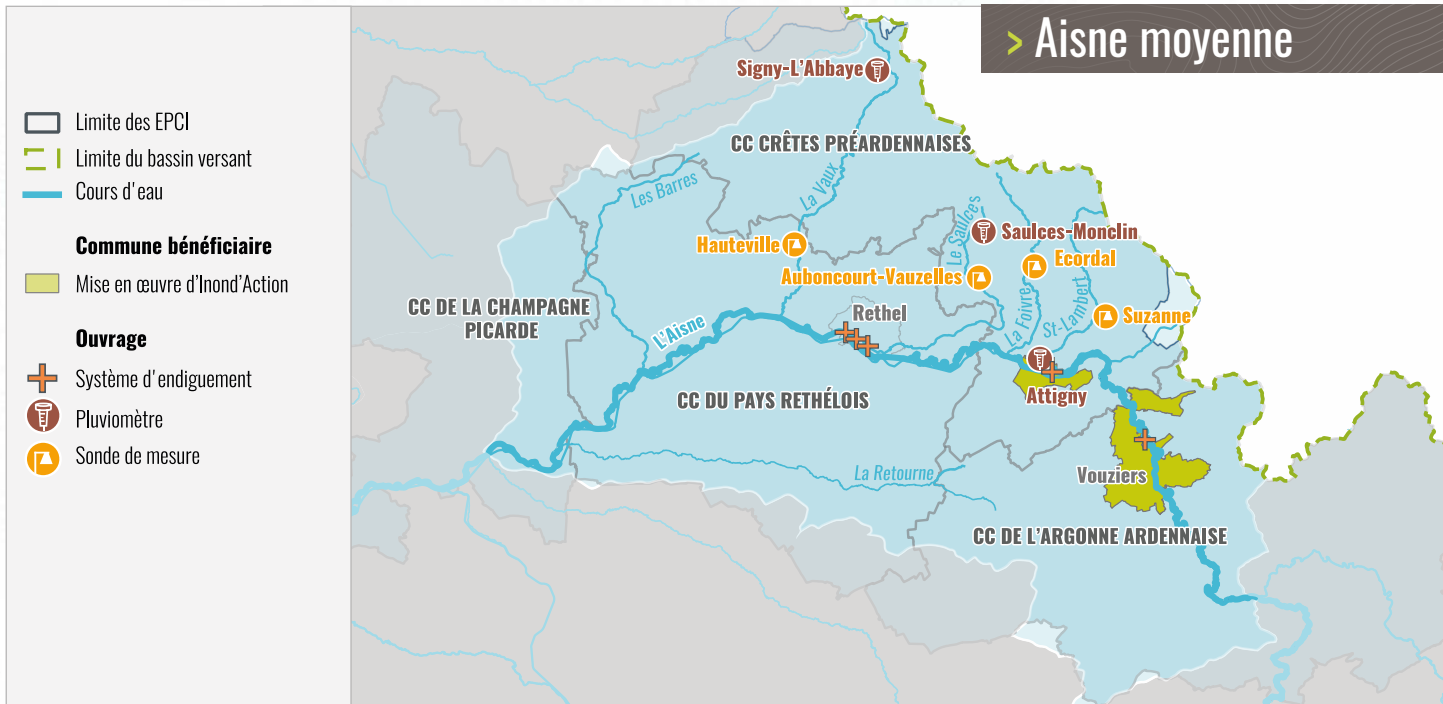 > Aisne moyenne
Limite des EPCI
Limite du bassin versant
Cours d'eau
Commune bénéficiaire
Mise en œuvre d'Inond'Action
Ouvrage
Système d'endiguement
Pluviomètre
Sonde de mesure
Signy-L'Abbaye
CC CRÊTES PRÉARDENNAISES
Les Barres
La Vaux
Le Saulces
Saulces-Monclin
Hauteville
Ecordal
Auboncourt-Vauzelles
CC DE LA CHAMPAGNE
PICARDE
Rethel
L'Aisne
La Foivre
St-Lambert
Suzanne
CC DU PAYS RETHÉLOIS
Attigny
La Retourne
Vouziers
CC DE L'ARGONNE ARDENNAISE